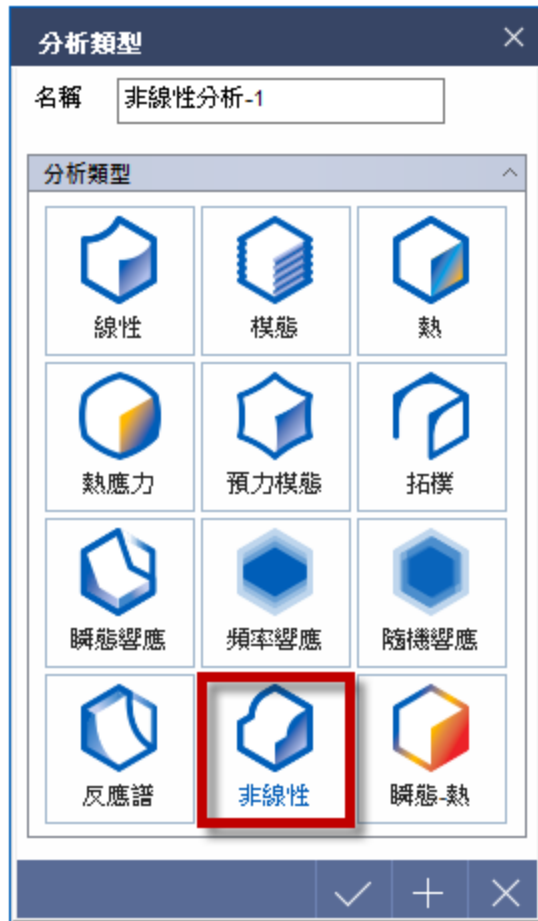 分析類型
名稱 非線性分析-1
分析類型
線性 模態 熱
熱應力 預力模態 拓樸
瞬態響應 頻率響應 隨機響應
反應譜 非線性 瞬態-熱